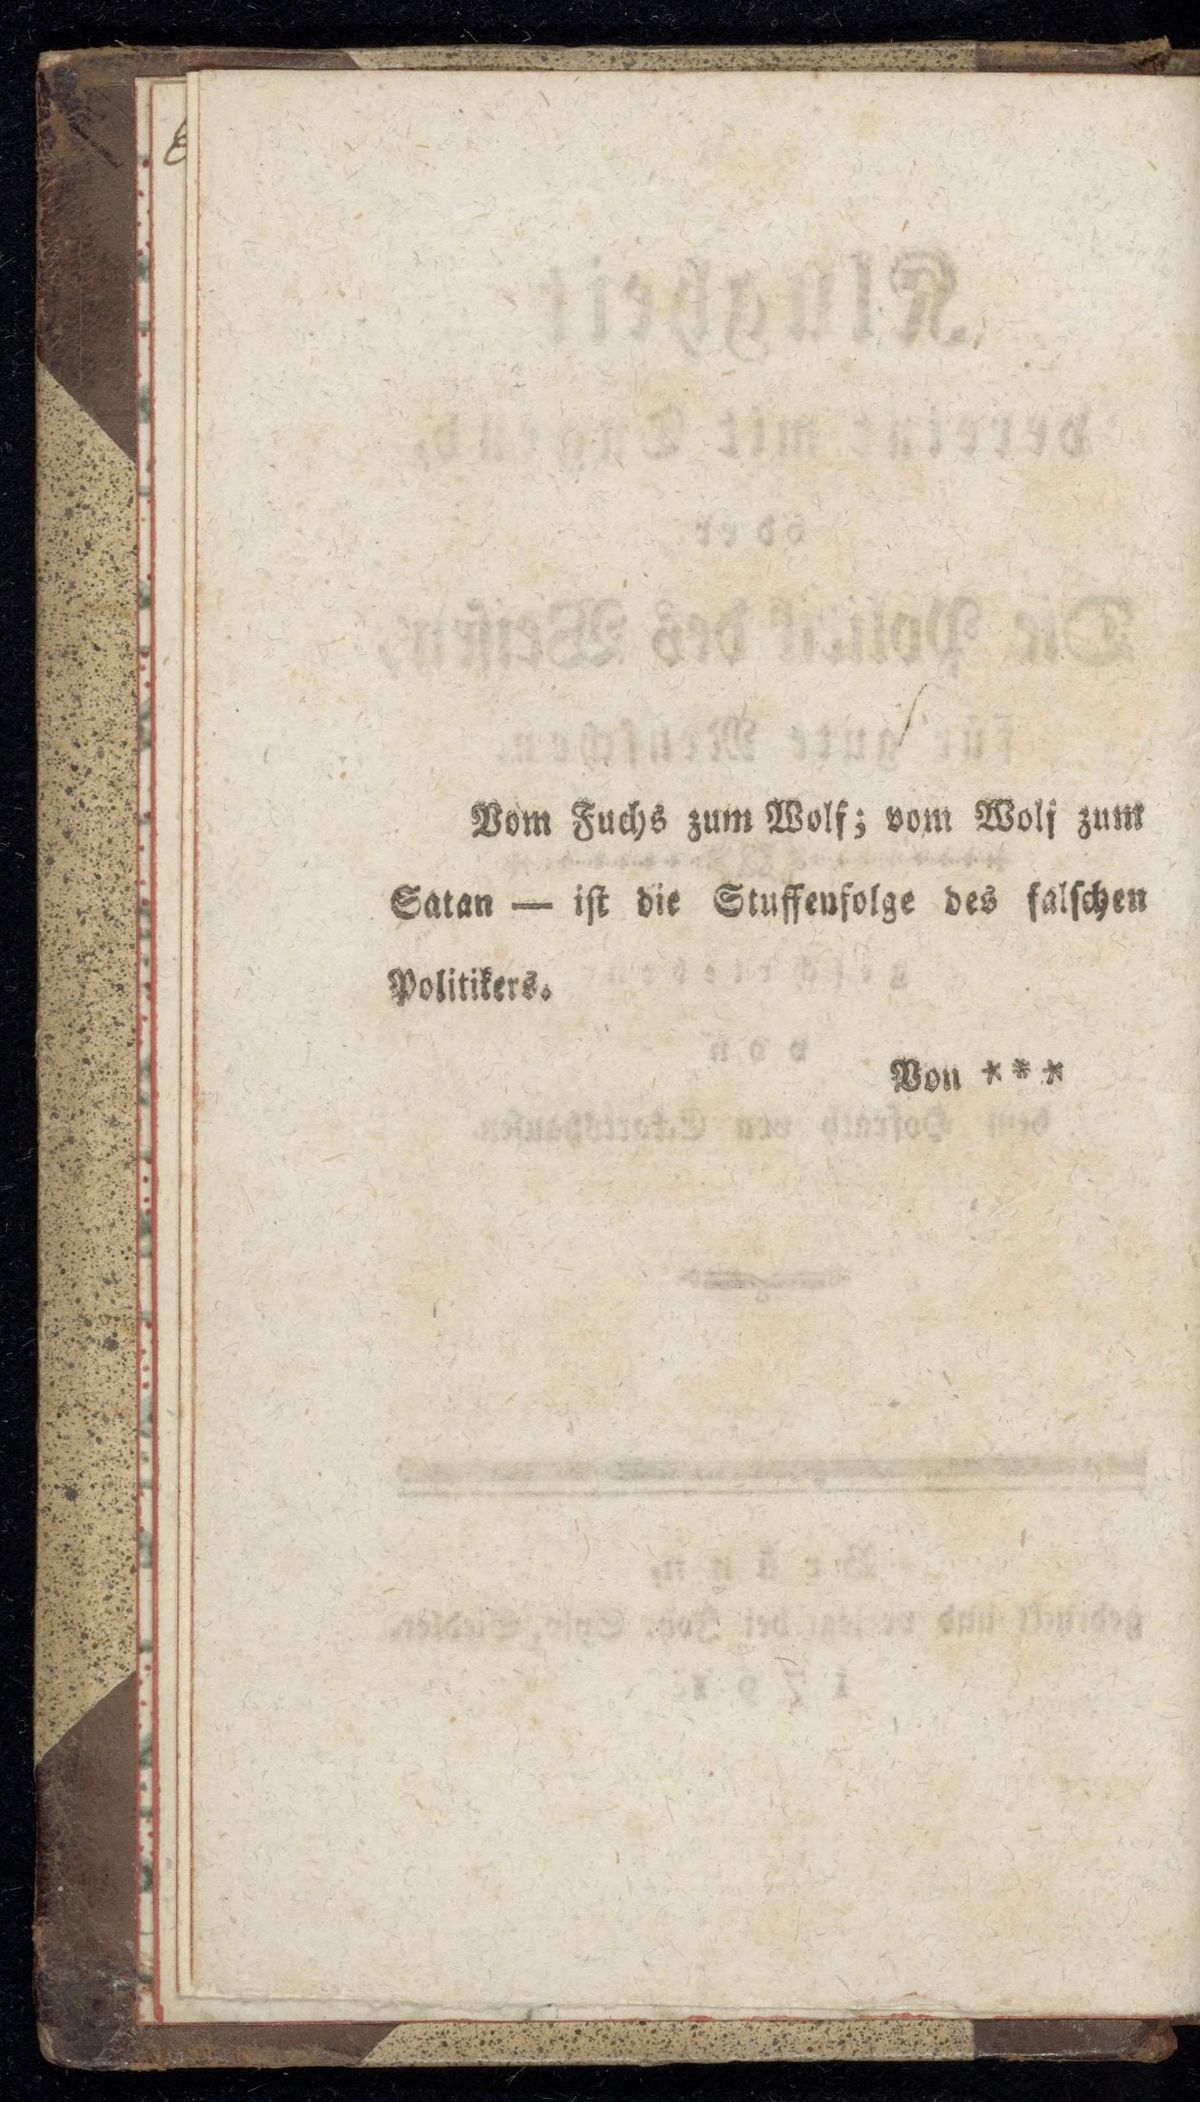 Vom Fuchs zum Wolf; vom Wolf zum
Satan — ist die Stuffenfolge des falschen
Politikers.
Von ***